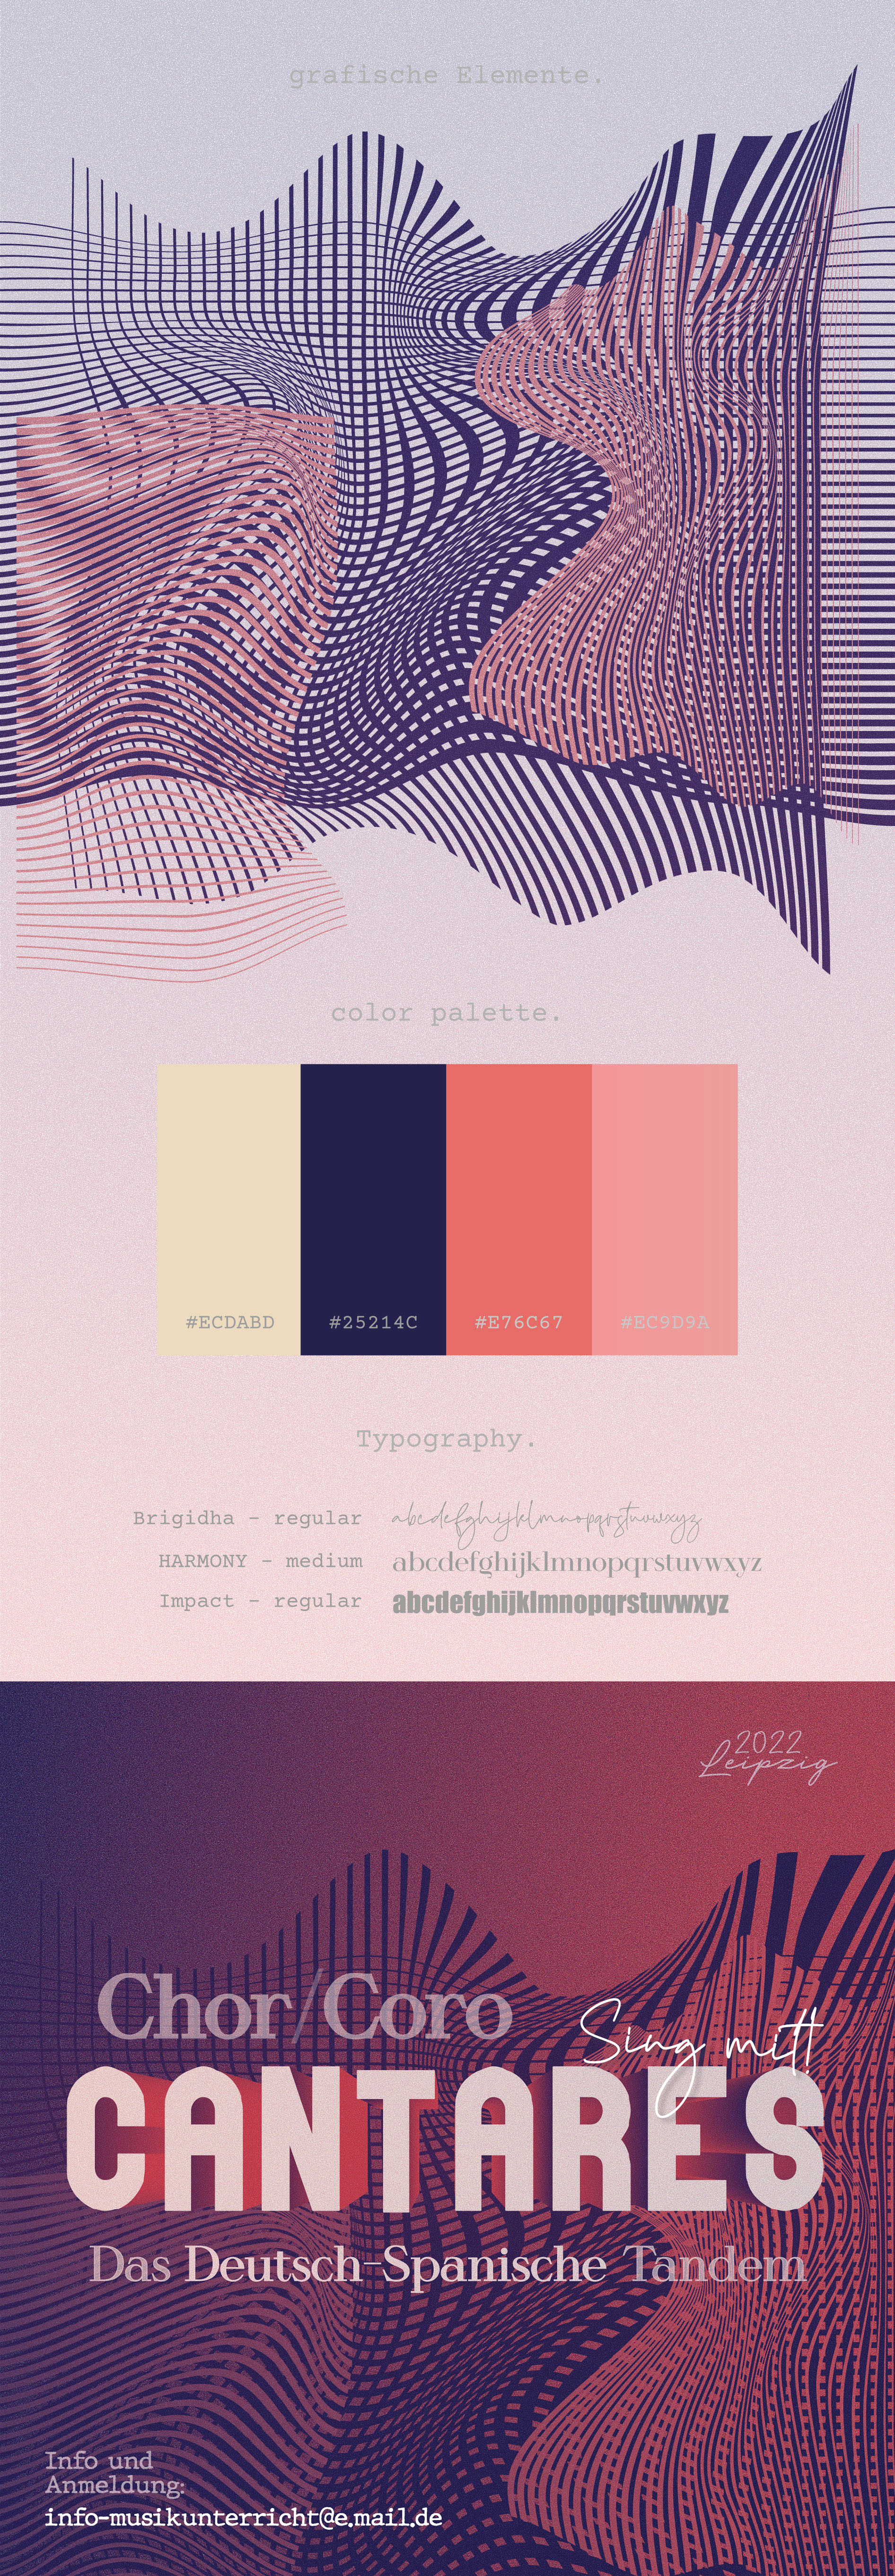 grafische Elemente.
color palette.
#ECDABD #25214C #E76C67 #EC9D9A
Typography.
Brigidha - regular abcdefghijklmnopqrstuvwxyz
HARMONY - medium abcdefghijklmnopqrstuvwxyz
Impact - regular abcdefghijklmnopqrstuvwxyz
2022
Leipzig
Chor/Coro
Sing mit!
CANTARES
Das Deutsch-Spanische Tandem
Info und
Anmeldung:
info-musikunterricht@e.mail.de